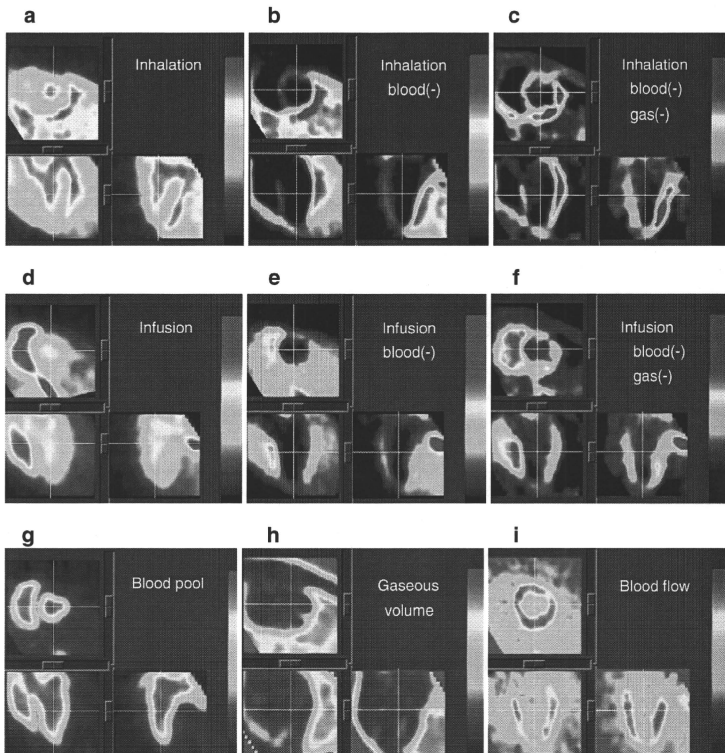 a
Inhalation
b
Inhalation
blood(-)
c
Inhalation
blood(-)
gas(-)
d
Infusion
e
Infusion
blood(-)
f
Infusion
blood(-)
gas(-)
g
Blood pool
h
Gaseous
volume
i
Blood flow